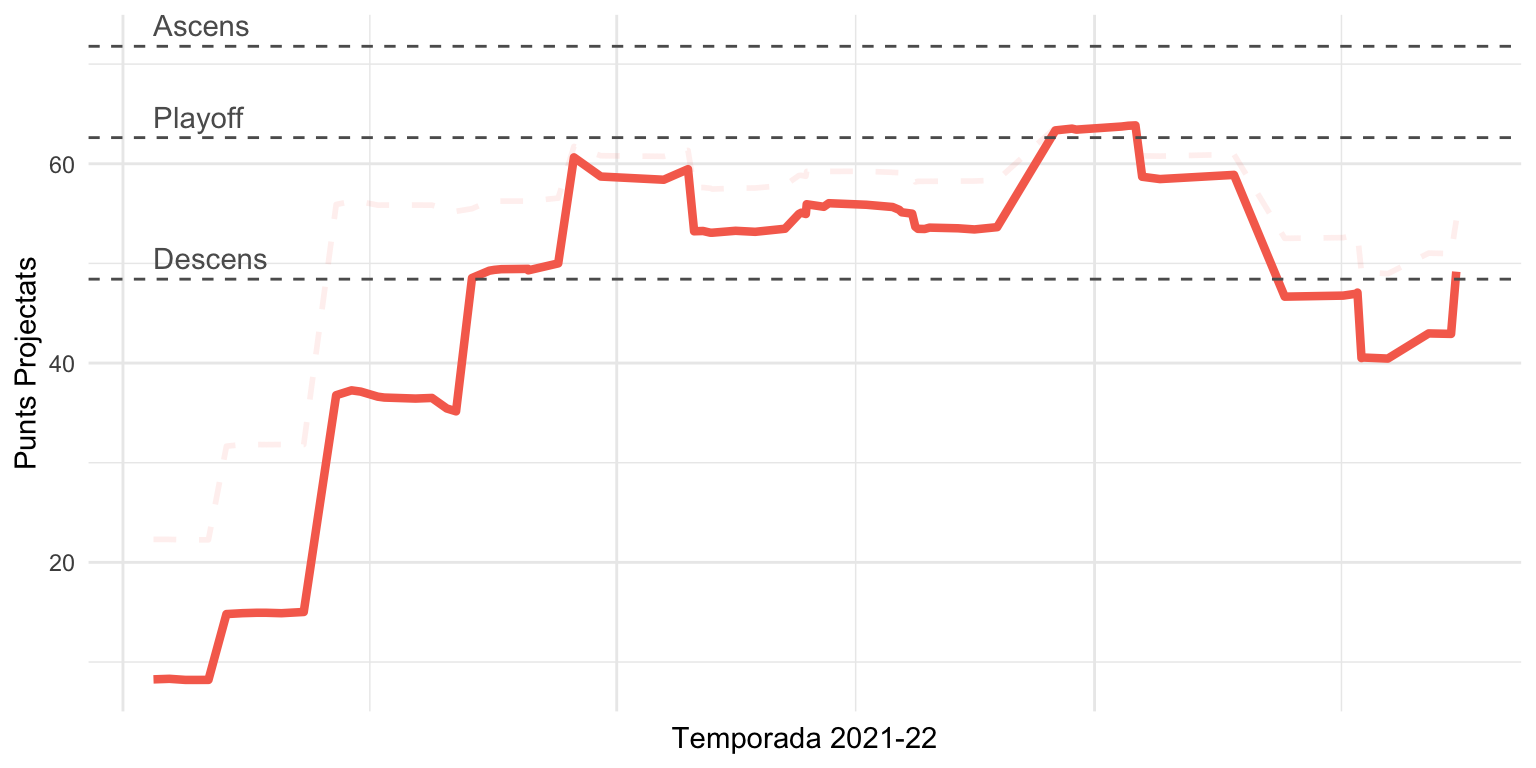 Ascens
Playoff
60
Descens
40
20
Punts Projectats
Temporada 2021-22